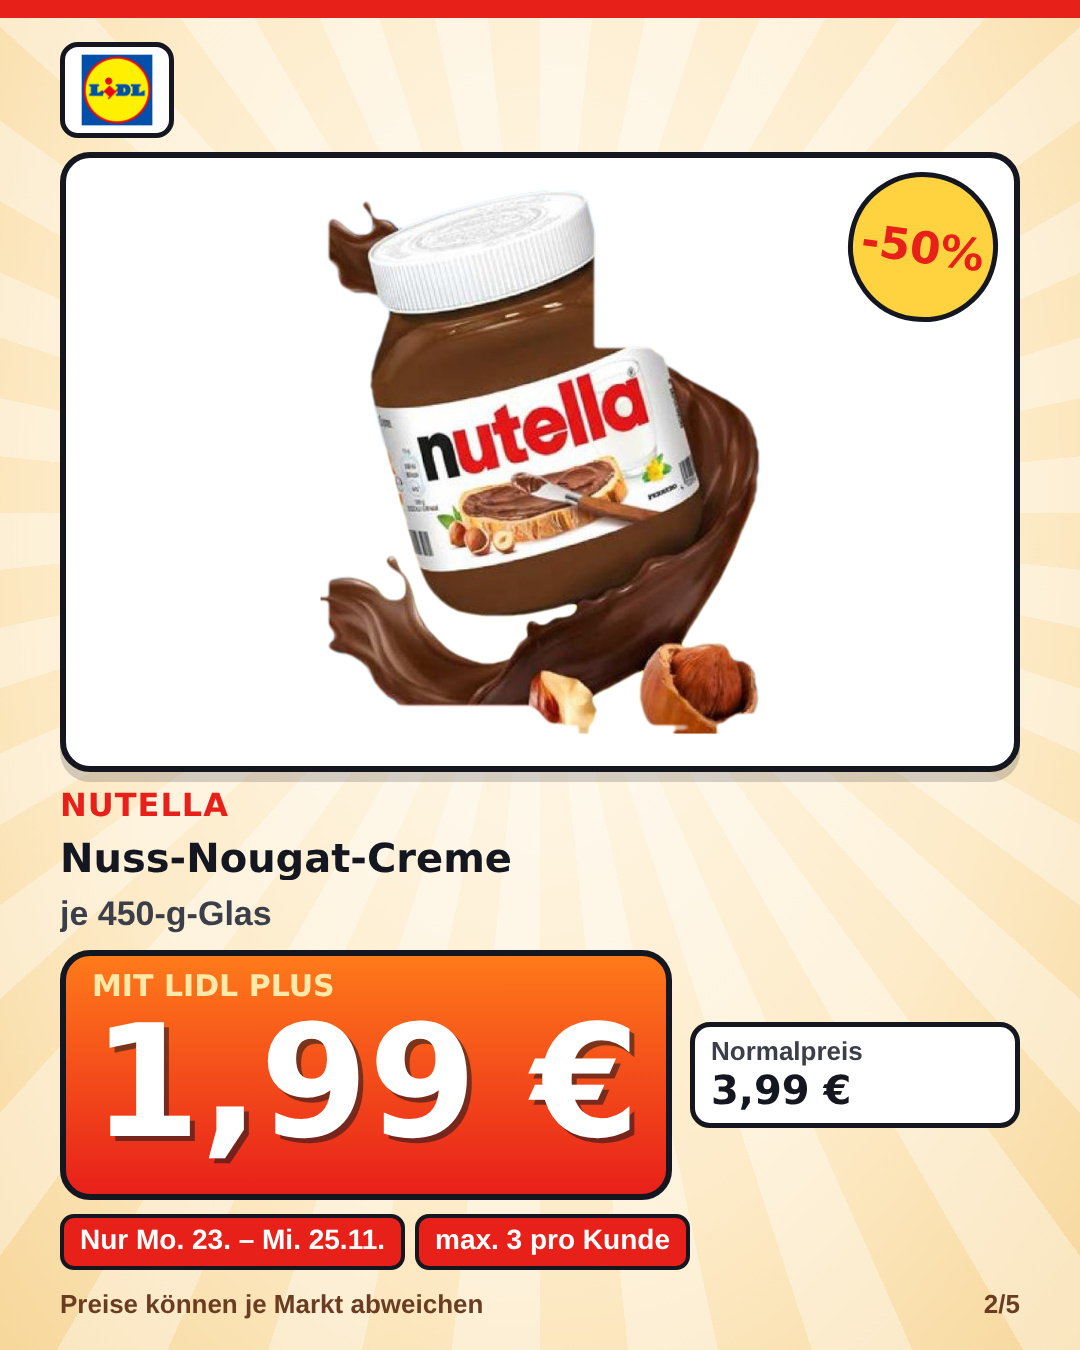 LIDL
-50%
nutella
FERRERO
NUTELLA
Nuss-Nougat-Creme
je 450-g-Glas
MIT LIDL PLUS
1,99 €
Normalpreis
3,99 €
Nur Mo. 23. – Mi. 25.11.
max. 3 pro Kunde
Preise können je Markt abweichen
2/5